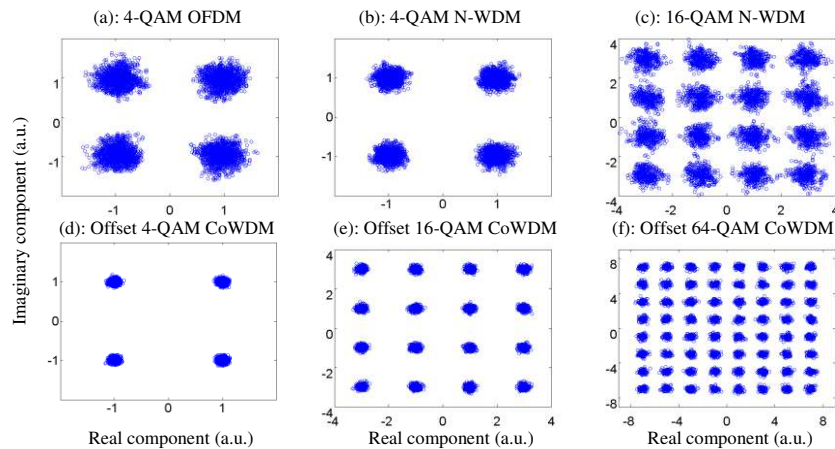 (a): 4-QAM OFDM
(b): 4-QAM N-WDM
(c): 16-QAM N-WDM
1
0
-1
-1 0 1
1
0
-1
-1 0 1
4
2
0
-2
-4
-4 -2 0 2 4
(d): Offset 4-QAM CoWDM
(e): Offset 16-QAM CoWDM
(f): Offset 64-QAM CoWDM
1
0
-1
-1 0 1
4
2
0
-2
-4
-4 -2 0 2 4
8
4
0
-4
-8
-8 -4 0 4 8
Imaginary component (a.u.)
Real component (a.u.)
Real component (a.u.)
Real component (a.u.)